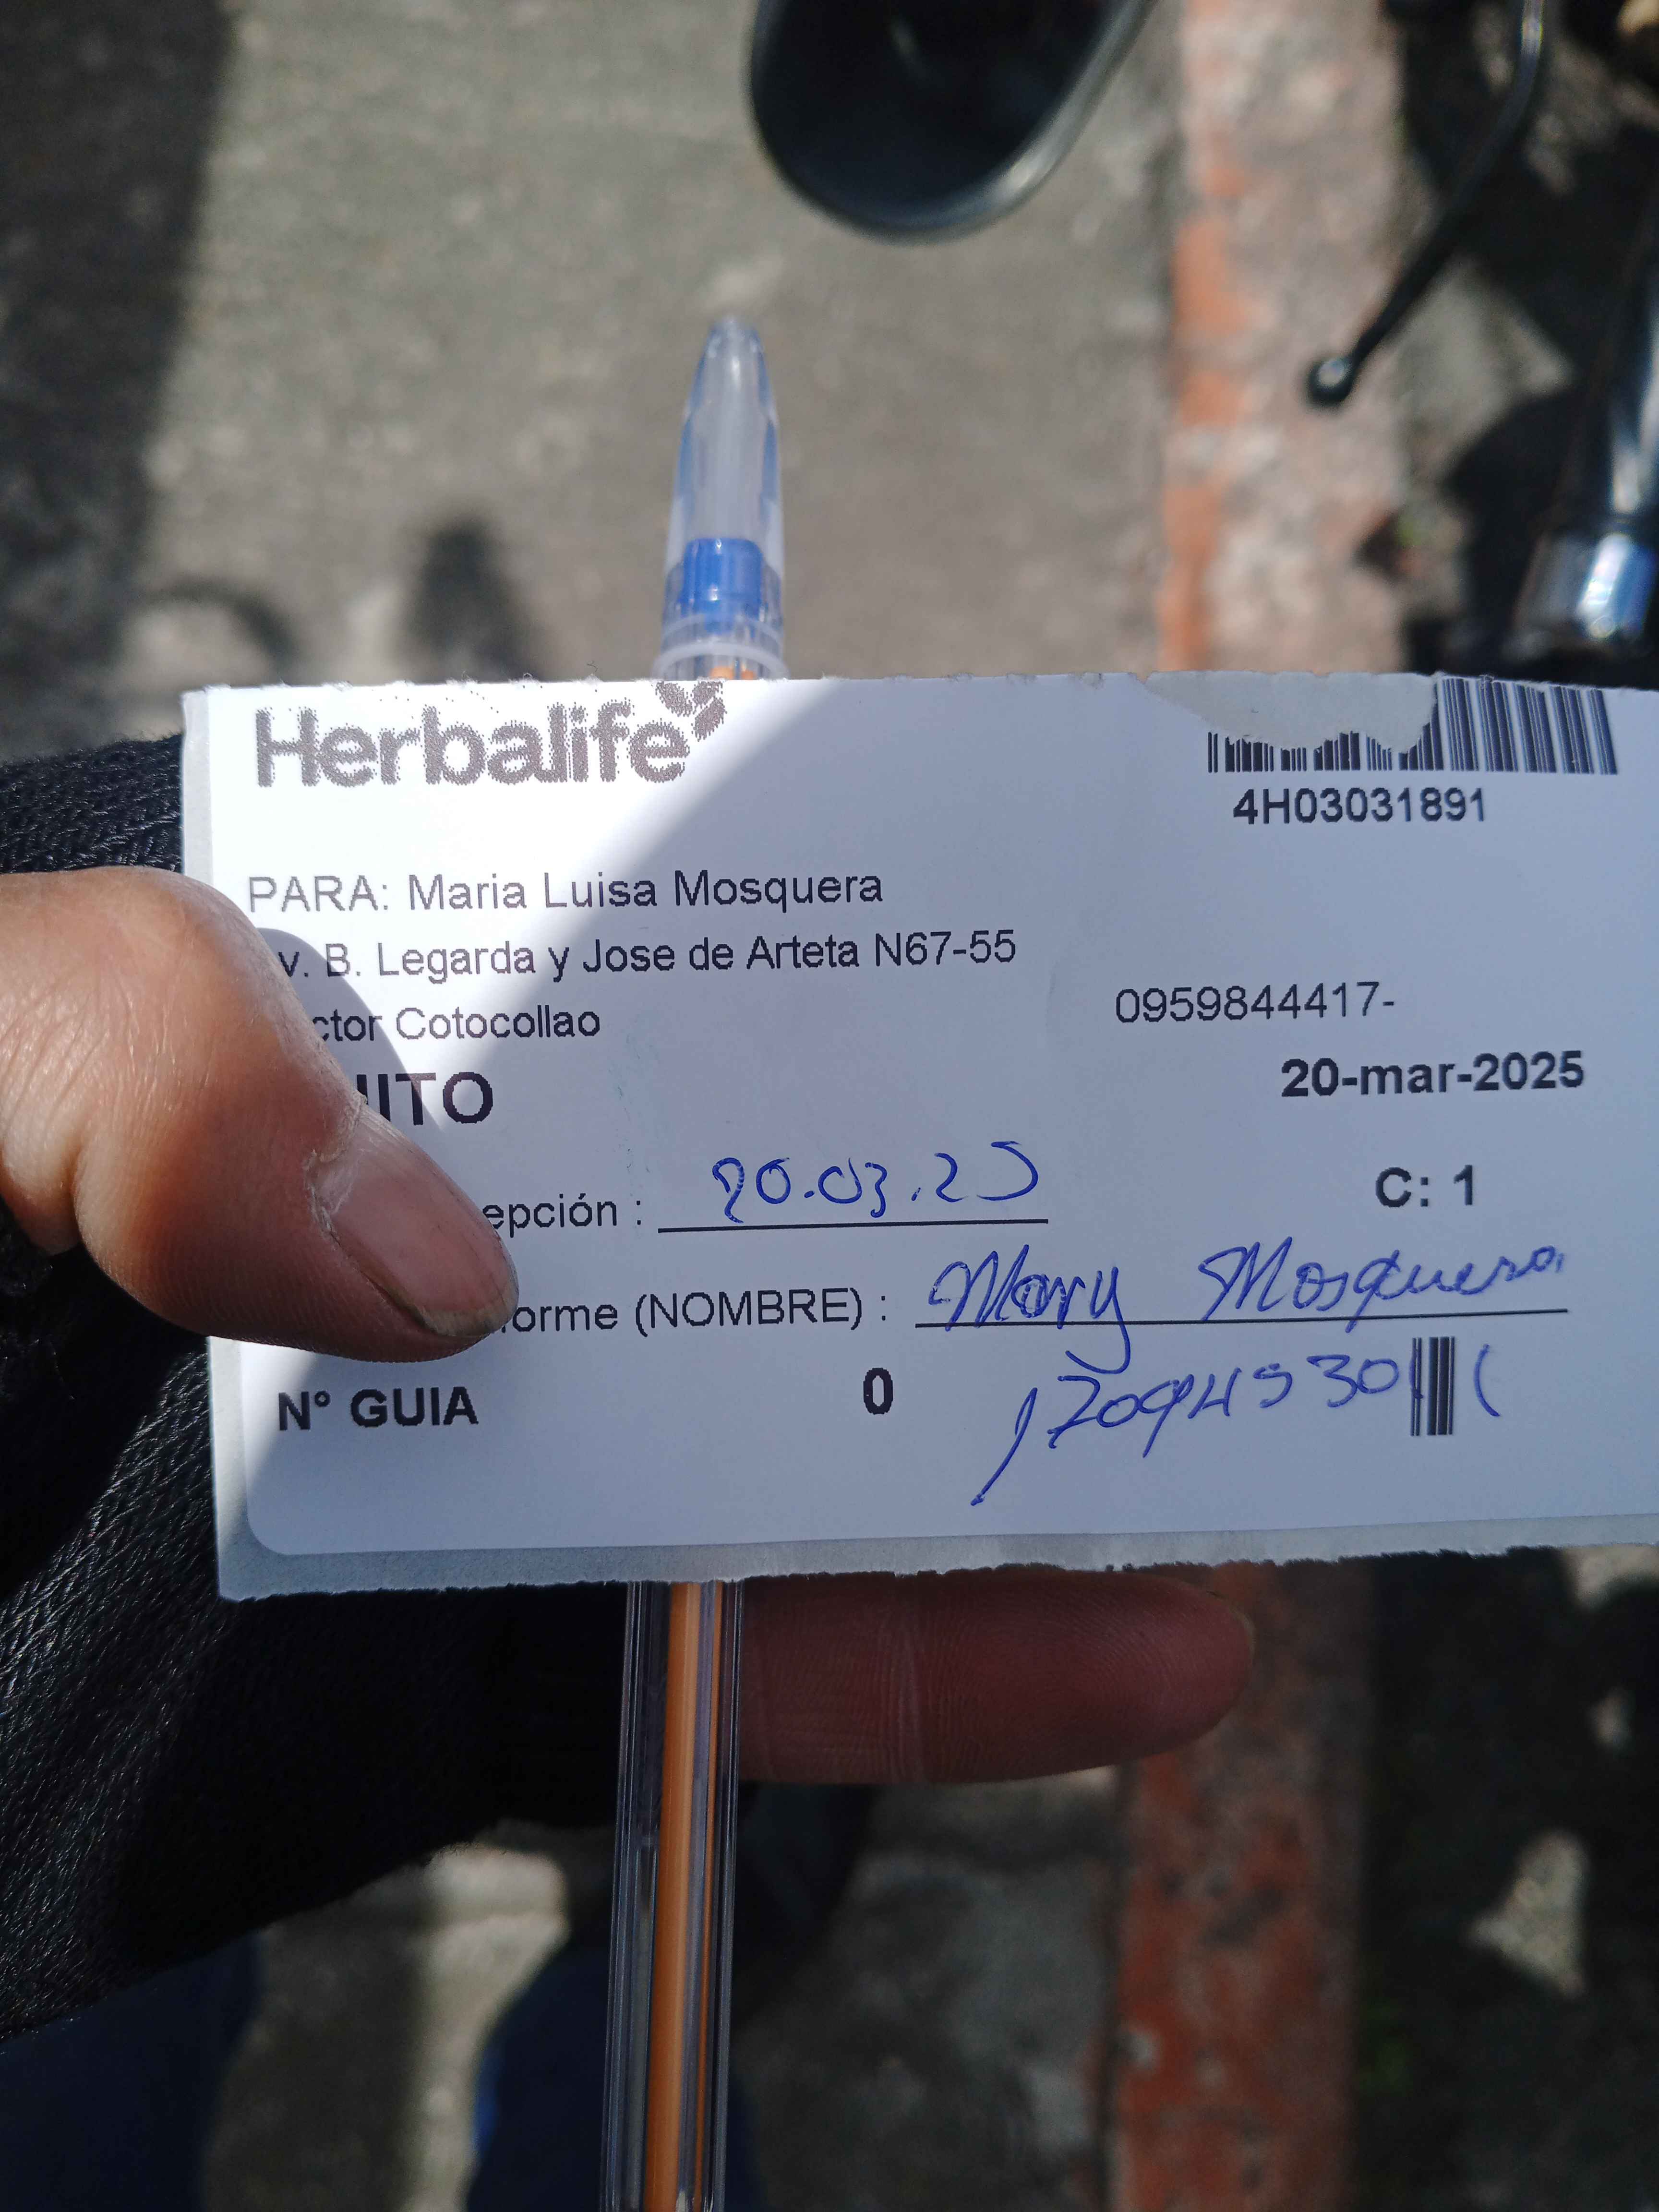 Herbalife
4H03031891
PARA: Maria Luisa Mosquera
v. B. Legarda y Jose de Arteta N67-55
ctor Cotocollao
0959844417-
ITO
20-mar-2025
epción : 20.03.25
C: 1
orme (NOMBRE) : Mary Mosquera
N° GUIA 0